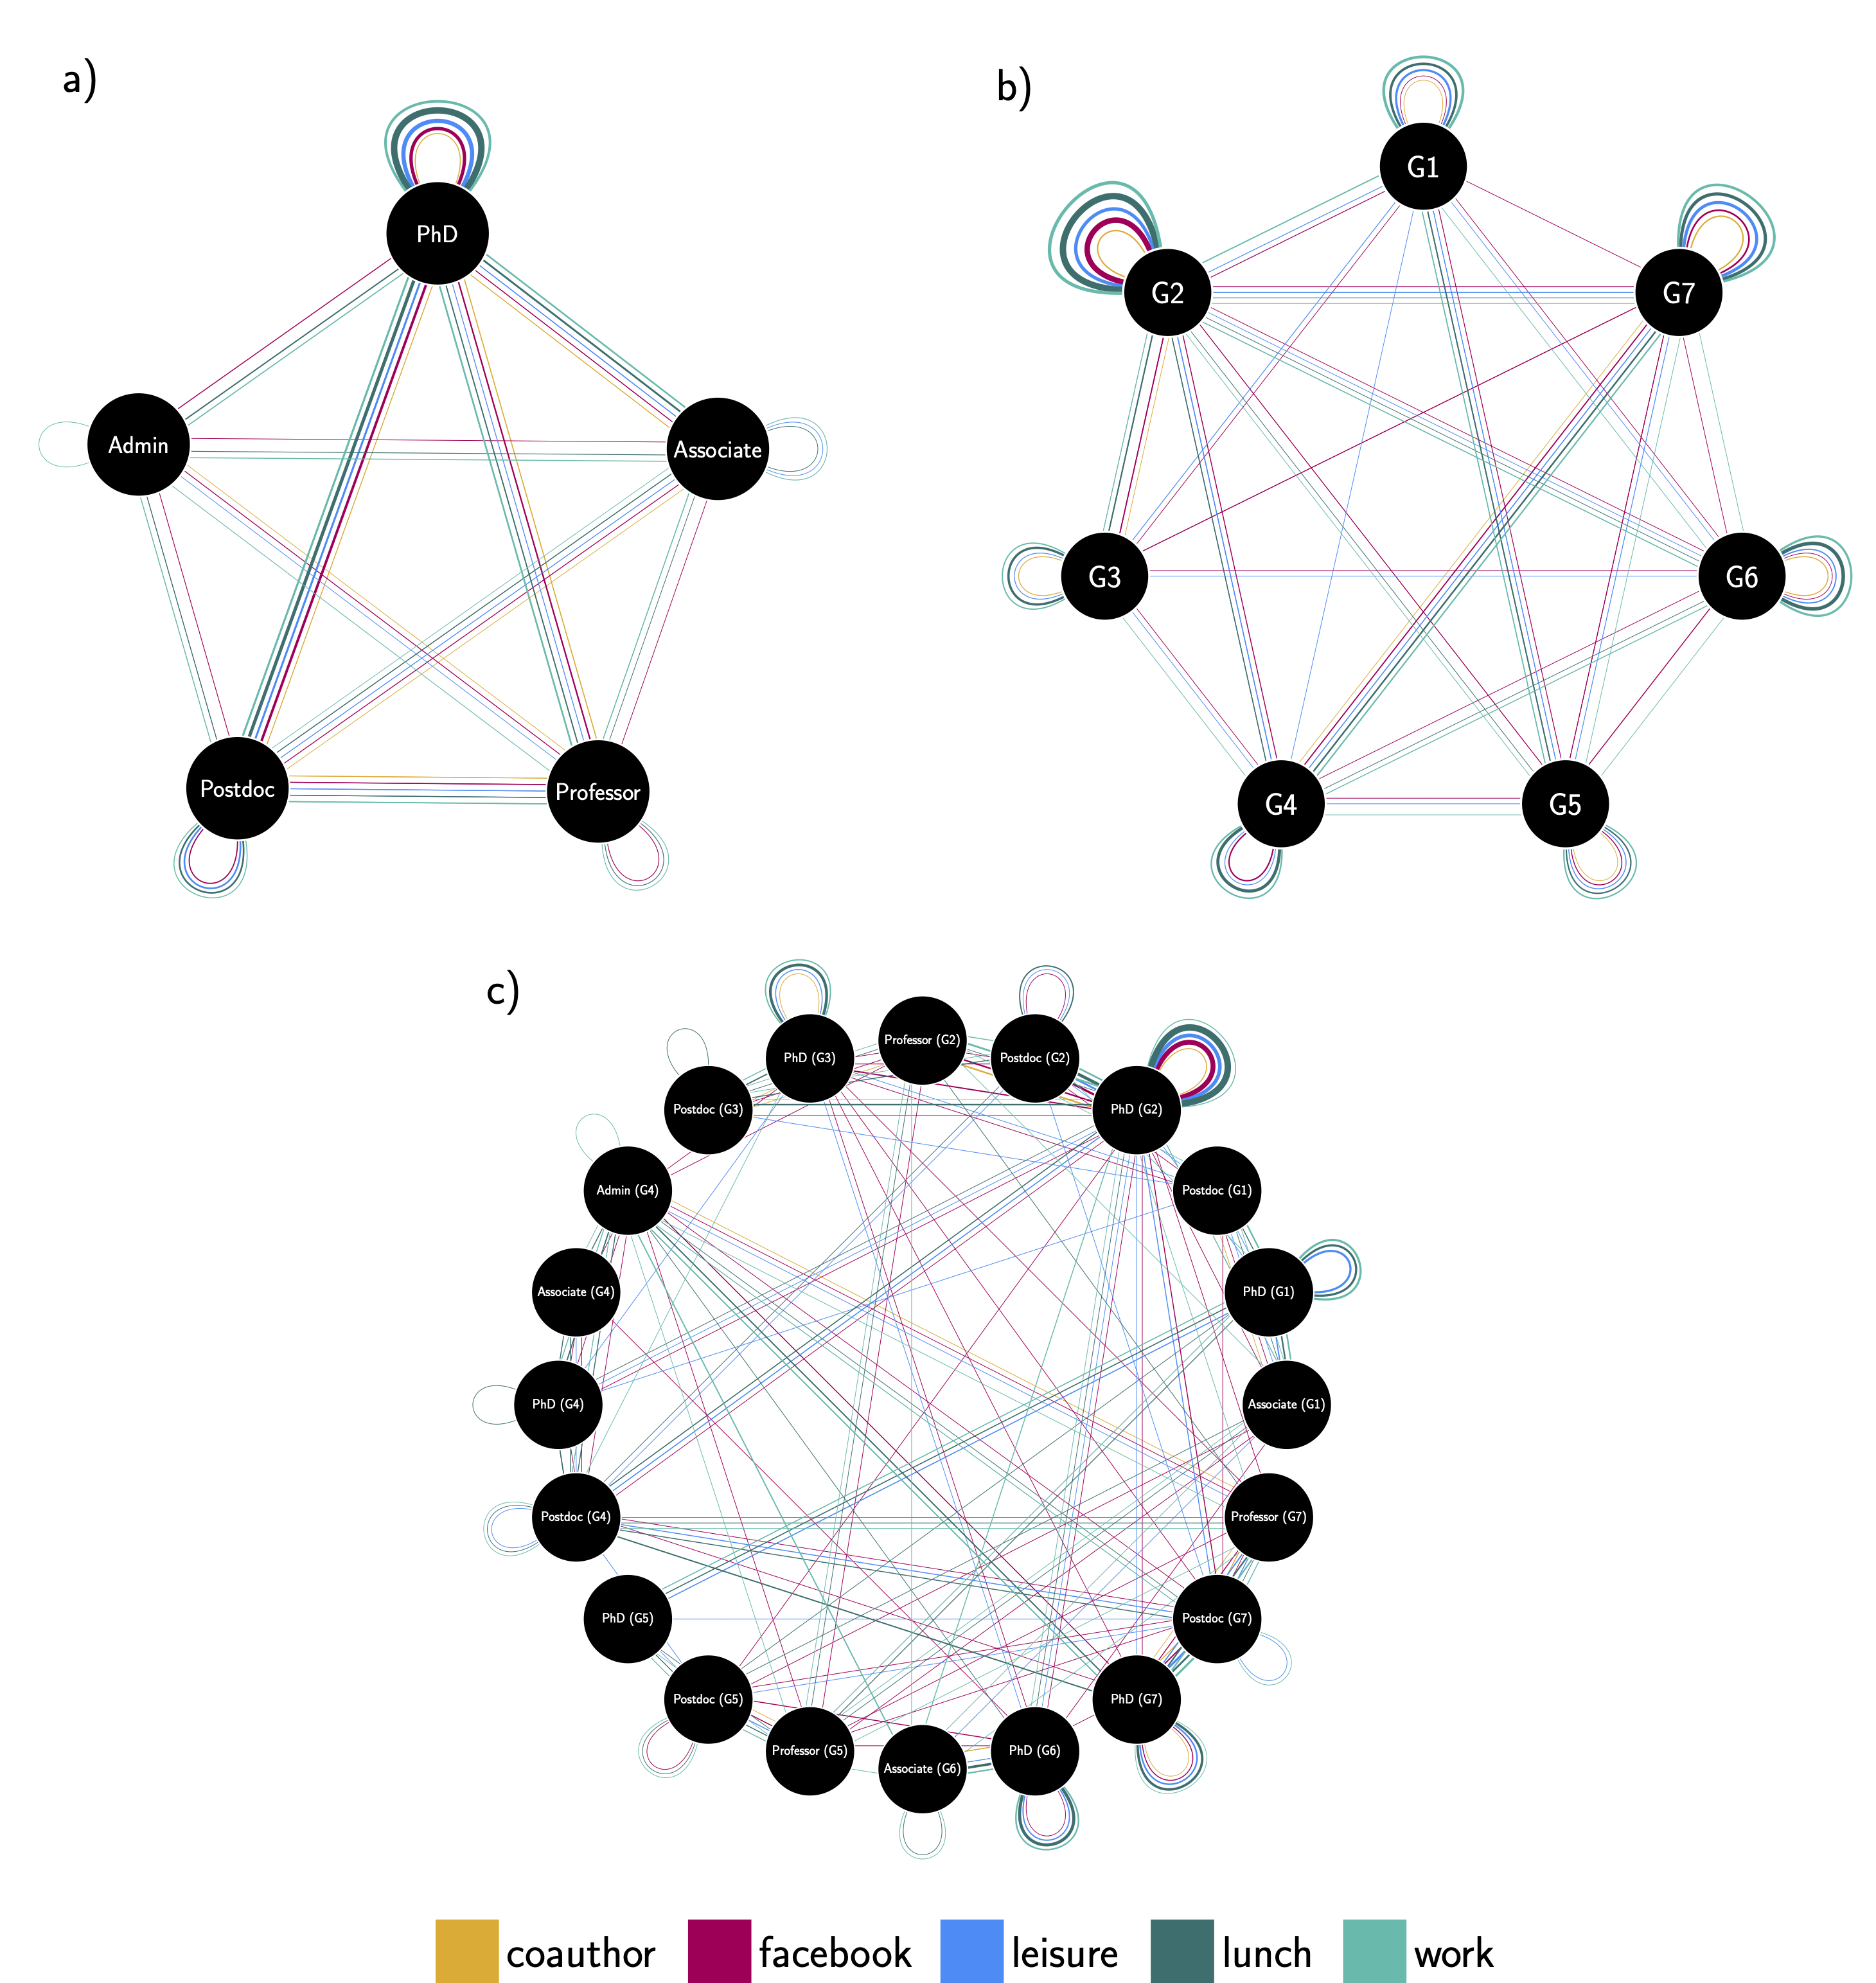 a)
PhD
Admin
Associate
Postdoc
Professor
b)
G1
G2
G7
G3
G6
G4
G5
c)
Professor (G2)
PhD (G3)
Postdoc (G2)
Postdoc (G3)
PhD (G2)
Admin (G4)
Postdoc (G1)
Associate (G4)
PhD (G1)
PhD (G4)
Associate (G1)
Postdoc (G4)
Professor (G7)
PhD (G5)
Postdoc (G7)
Postdoc (G5)
PhD (G7)
Professor (G5)
PhD (G6)
Associate (G6)
coauthor facebook leisure lunch work